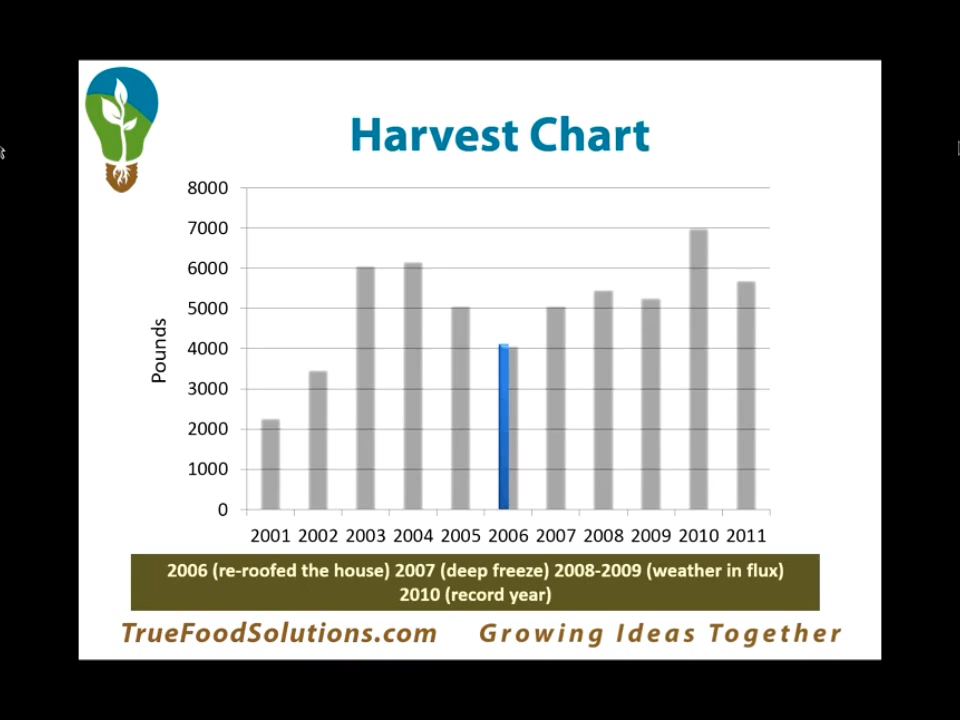 Harvest Chart
8000
7000
6000
5000
4000
3000
2000
1000
0
Pounds
2001 2002 2003 2004 2005 2006 2007 2008 2009 2010 2011
2006 (re-roofed the house) 2007 (deep freeze) 2008-2009 (weather in flux)
2010 (record year)
TrueFoodSolutions.com Growing Ideas Together